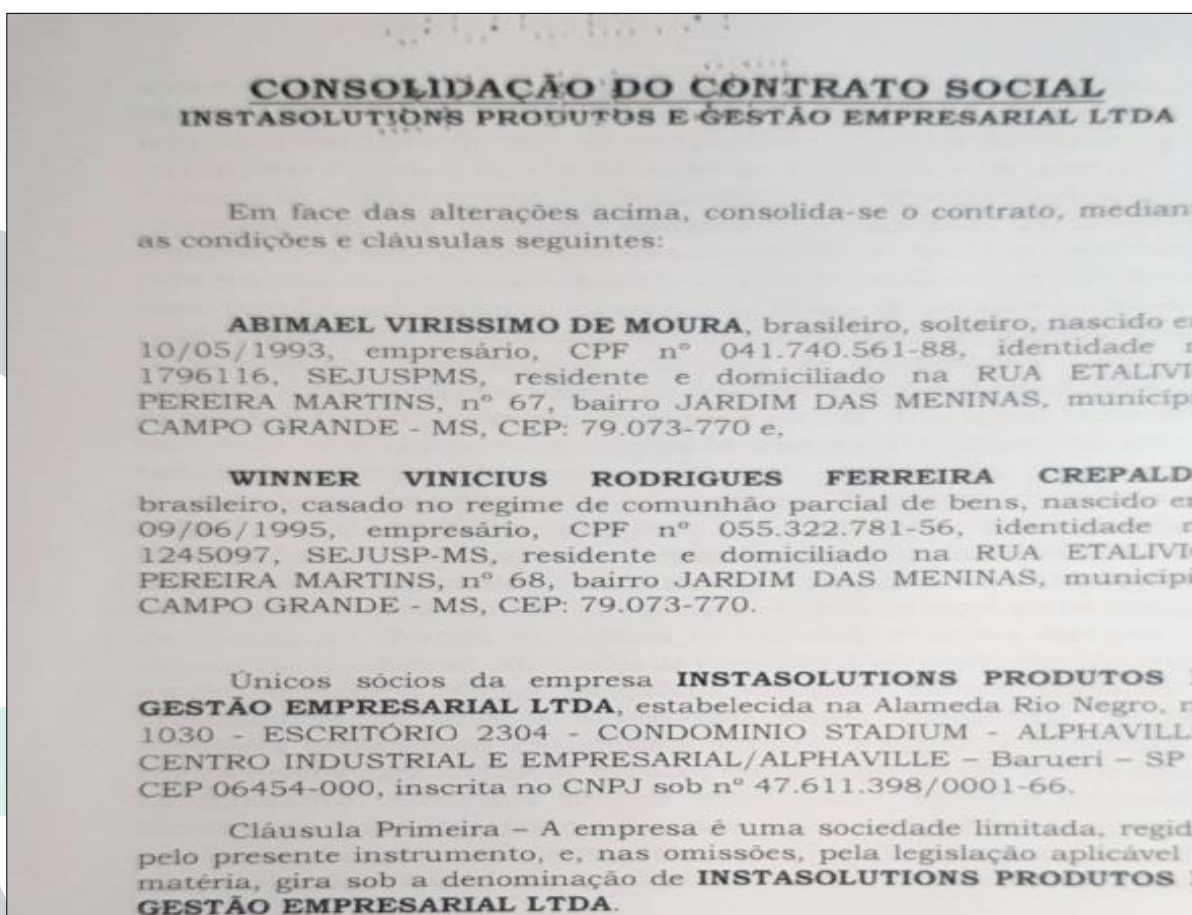 CONSOLIDAÇÃO DO CONTRATO SOCIAL
INSTASOLUTIONS PRODUTOS E GESTÃO EMPRESARIAL LTDA
Em face das alterações acima, consolida-se o contrato, median
as condições e cláusulas seguintes:
ABIMAEL VIRISSIMO DE MOURA, brasileiro, solteiro, nascido e
10/05/1993, empresário, CPF nº 041.740.561-88, identidade
1796116, SEJUSPMS, residente e domiciliado na RUA ETALIVI
PEREIRA MARTINS, nº 67, bairro JARDIM DAS MENINAS, municíp
CAMPO GRANDE - MS, CEP: 79.073-770 e,
WINNER VINICIUS RODRIGUES FERREIRA CREPALD
brasileiro, casado no regime de comunhão parcial de bens, nascido e
09/06/1995, empresário, CPF nº 055.322.781-56, identidade
1245097, SEJUSP-MS, residente e domiciliado na RUA ETALIVI
PEREIRA MARTINS, nº 68, bairro JARDIM DAS MENINAS, municípi
CAMPO GRANDE - MS, CEP: 79.073-770.
Únicos sócios da empresa INSTASOLUTIONS PRODUTOS
GESTÃO EMPRESARIAL LTDA, estabelecida na Alameda Rio Negro,
1030 - ESCRITÓRIO 2304 - CONDOMINIO STADIUM - ALPHAVILL
CENTRO INDUSTRIAL E EMPRESARIAL/ALPHAVILLE – Barueri – SP
CEP 06454-000, inscrita no CNPJ sob nº 47.611.398/0001-66.
Cláusula Primeira – A empresa é uma sociedade limitada, regid
pelo presente instrumento, e, nas omissões, pela legislação aplicável
matéria, gira sob a denominação de INSTASOLUTIONS PRODUTOS
GESTÃO EMPRESARIAL LTDA.